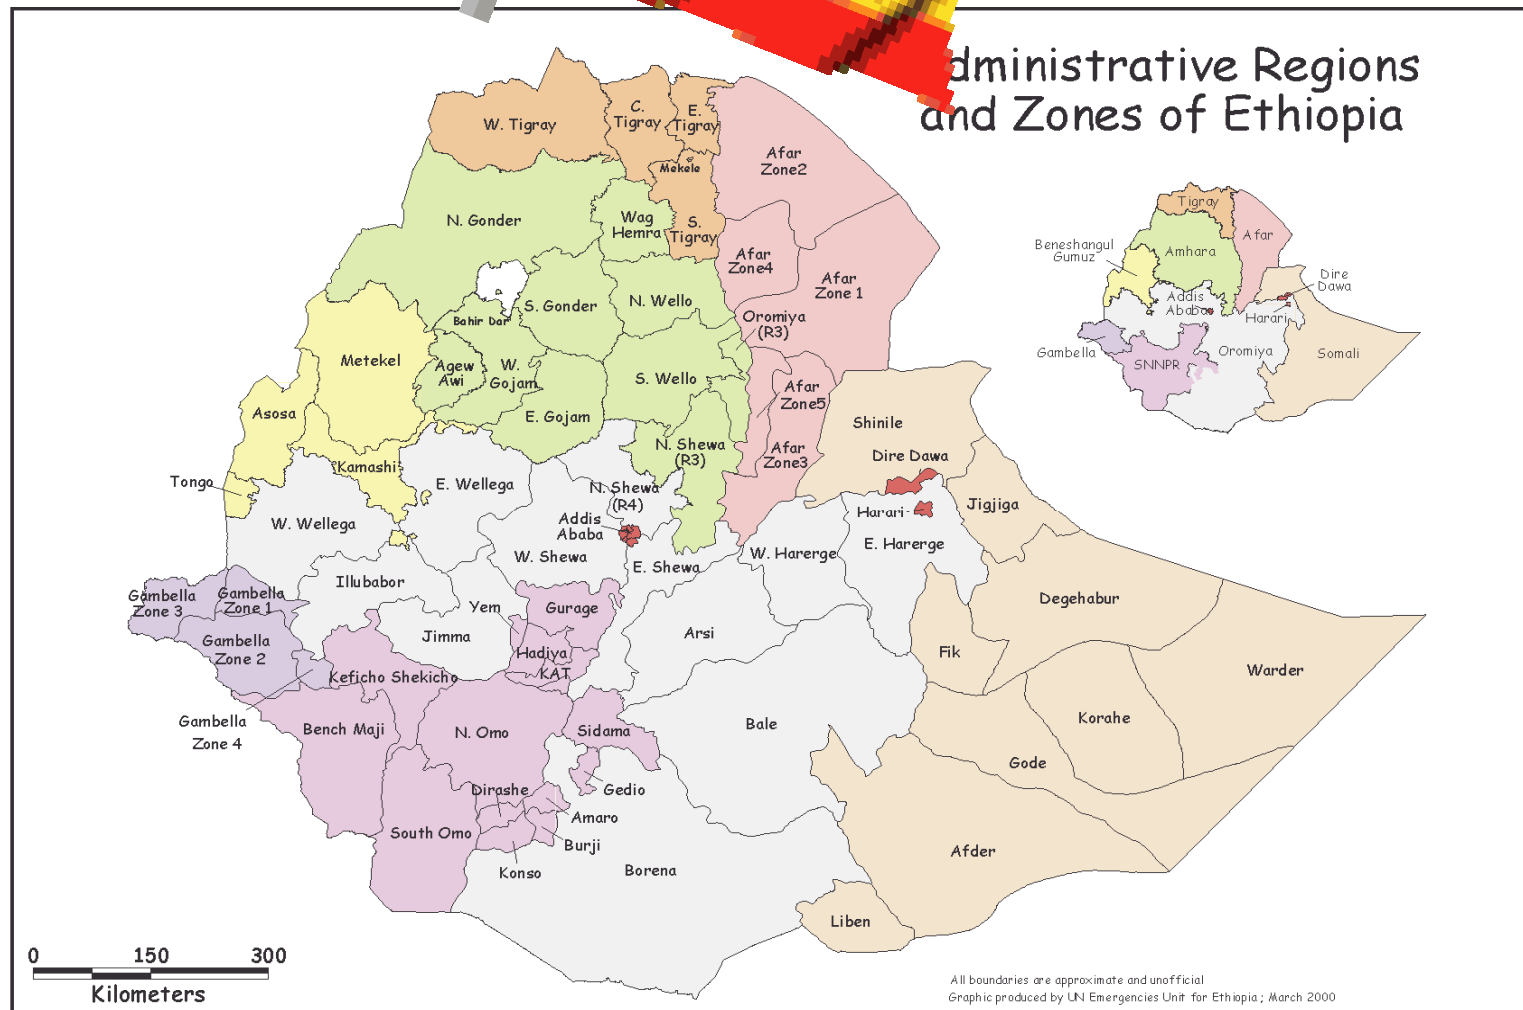 dministrative Regions
and Zones of Ethiopia
W. Tigray
C.
Tigray
E.
Tigray
Mekele
S.
Tigray
Afar
Zone2
N. Gonder
Wag
Hemra
Afar
Zone4
Afar
Zone 1
S. Gonder
N. Wello
Bahir Dar
Oromiya
(R3)
Metekel
Agew
Awi
W.
Gojam
S. Wello
Afar
Zone5
Asosa
E. Gojam
Shinile
N. Shewa
(R3)
Afar
Zone3
Dire Dawa
Kamashi
Tongo
E. Wellega
N. Shewa
(R4)
Jigjiga
Harari
W. Wellega
Addis
Ababa
W. Shewa
E. Shewa
W. Harerge
E. Harerge
Illubabor
Gambella
Zone 3
Gambella
Zone 1
Yem
Gurage
Degehabur
Gambella
Zone 2
Jimma
Arsi
Hadiya
KAT
Fik
Warder
Keficho Shekicho
Gambella
Zone 4
Bench Maji
N. Omo
Sidama
Bale
Korahe
Gode
Dirashe
Gedio
Amaro
South Omo
Burji
Konso
Borena
Afder
Liben
Tigray
Afar
Beneshangul
Gumuz
Amhara
Dire
Dawa
Addis
Ababa
Harari
Gambella
SNNPR
Oromiya
Somali
0 150 300
Kilometers
All boundaries are approximate and unofficial
Graphic produced by UN Emergencies Unit for Ethiopia ; March 2000